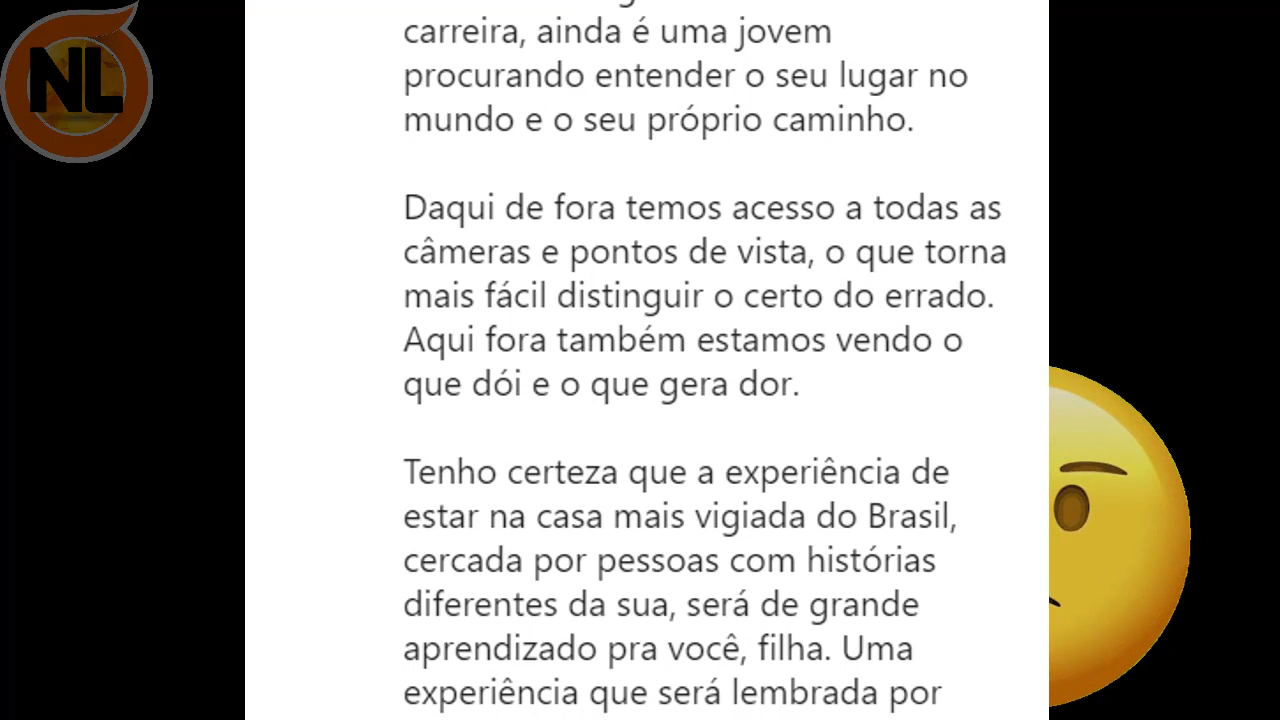 NL
carreira, ainda é uma jovem
procurando entender o seu lugar no
mundo e o seu próprio caminho.
Daqui de fora temos acesso a todas as
câmeras e pontos de vista, o que torna
mais fácil distinguir o certo do errado.
Aqui fora também estamos vendo o
que dói e o que gera dor.
Tenho certeza que a experiência de
estar na casa mais vigiada do Brasil,
cercada por pessoas com histórias
diferentes da sua, será de grande
aprendizado pra você, filha. Uma
experiência que será lembrada por